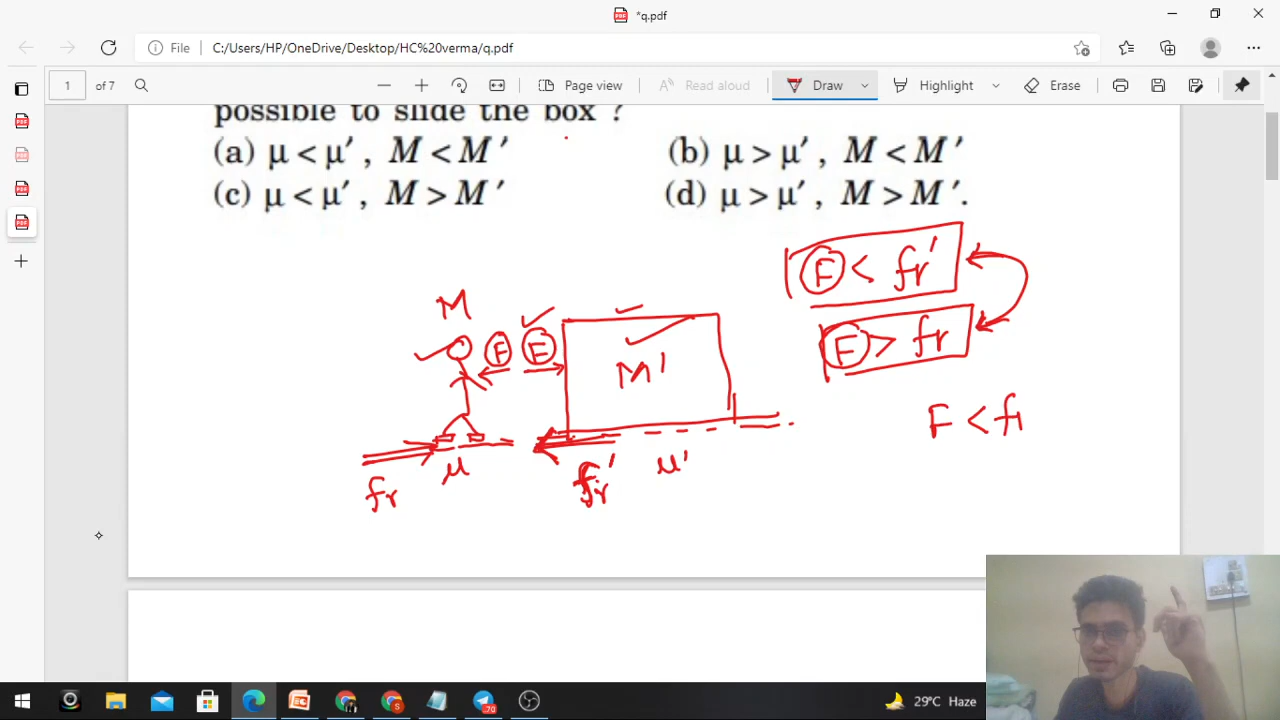 *q.pdf
File C:/Users/HP/OneDrive/Desktop/HC%20verma/q.pdf
1 of 7 Page view Read aloud Draw Highlight Erase
possible to slide the box ?
(a) μ < μ′ , M < M′ (b) μ > μ′ , M < M′
(c) μ < μ′ , M > M′ (d) μ > μ′ , M > M′.
F < fr'
M
F F
F > fr
M'
F < fr
μ
fr' μ'
fr
70
29°C Haze